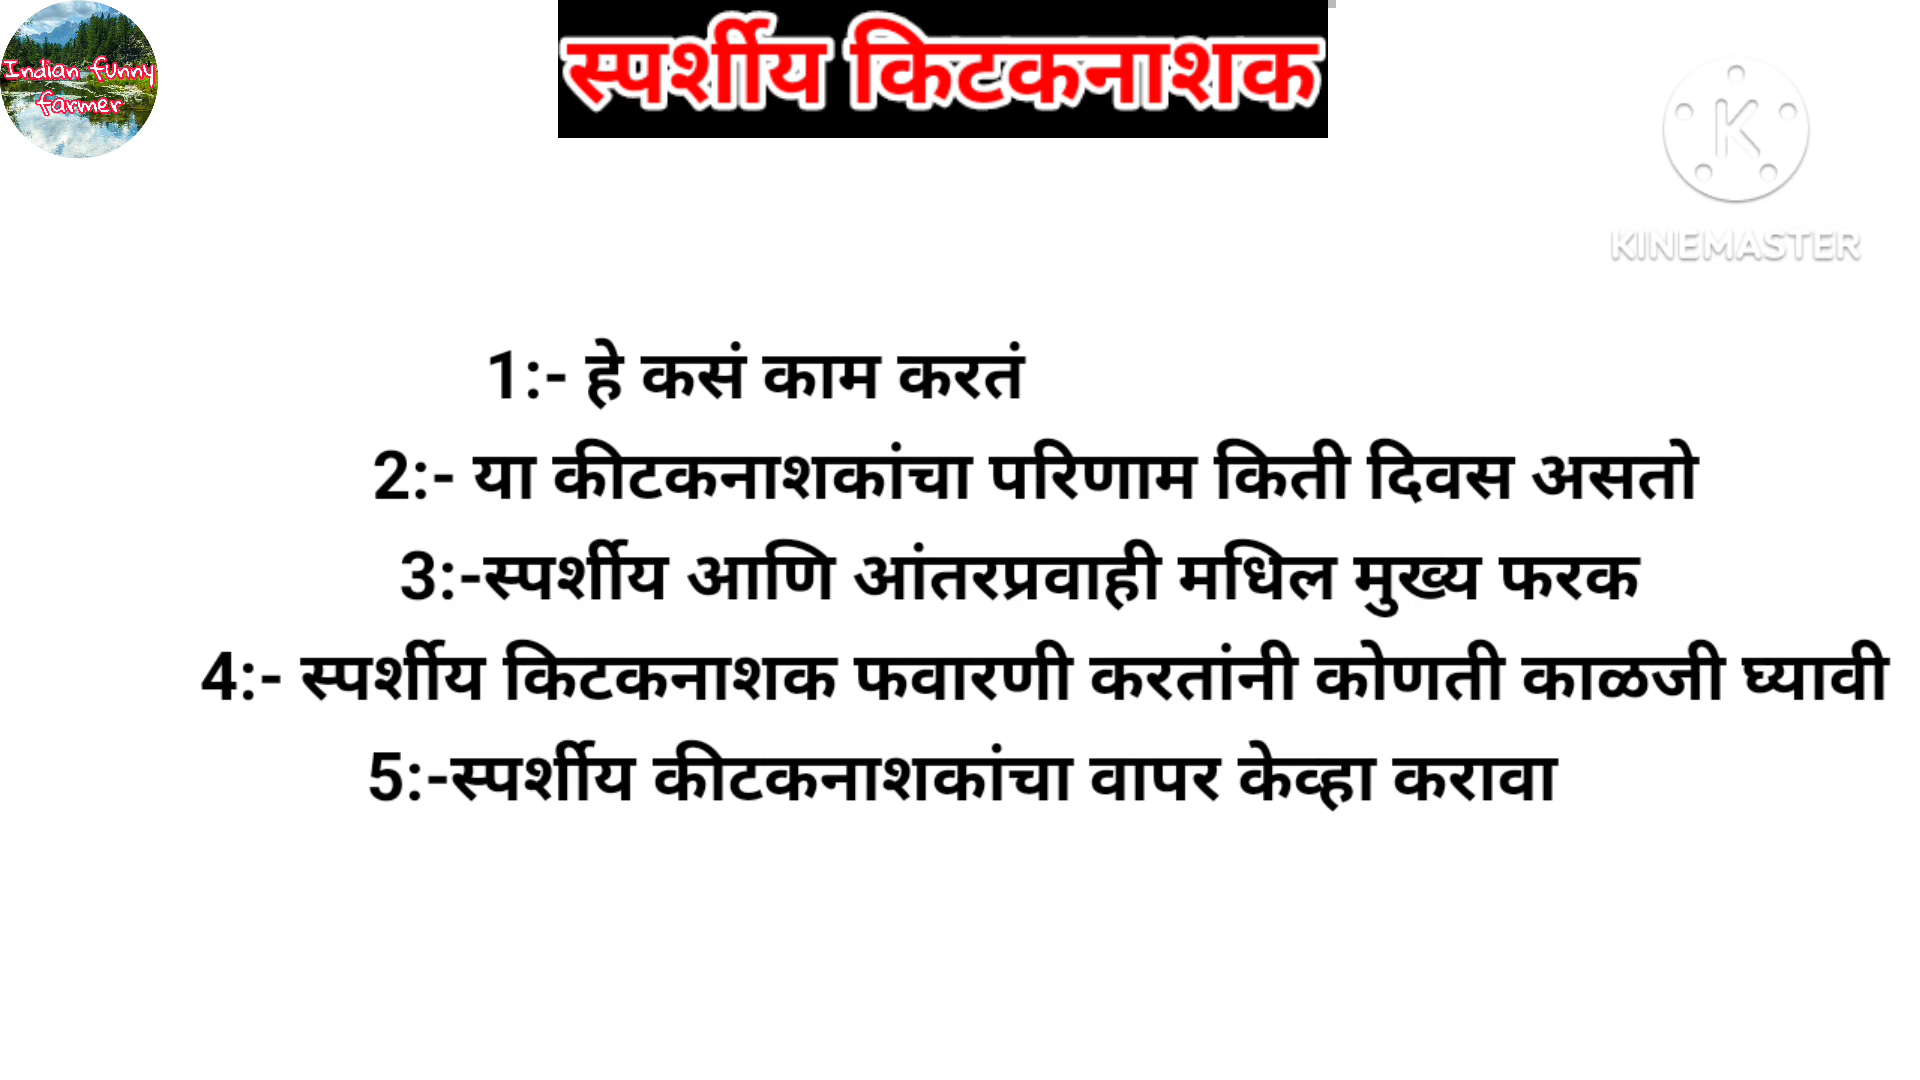 Indian funny
farmer
स्पर्शीय किटकनाशक
KINEMASTER
1:- हे कसं काम करतं
2:- या कीटकनाशकांचा परिणाम किती दिवस असतो
3:-स्पर्शीय आणि आंतरप्रवाही मधिल मुख्य फरक
4:- स्पर्शीय किटकनाशक फवारणी करतांनी कोणती काळजी घ्यावी
5:-स्पर्शीय कीटकनाशकांचा वापर केव्हा करावा